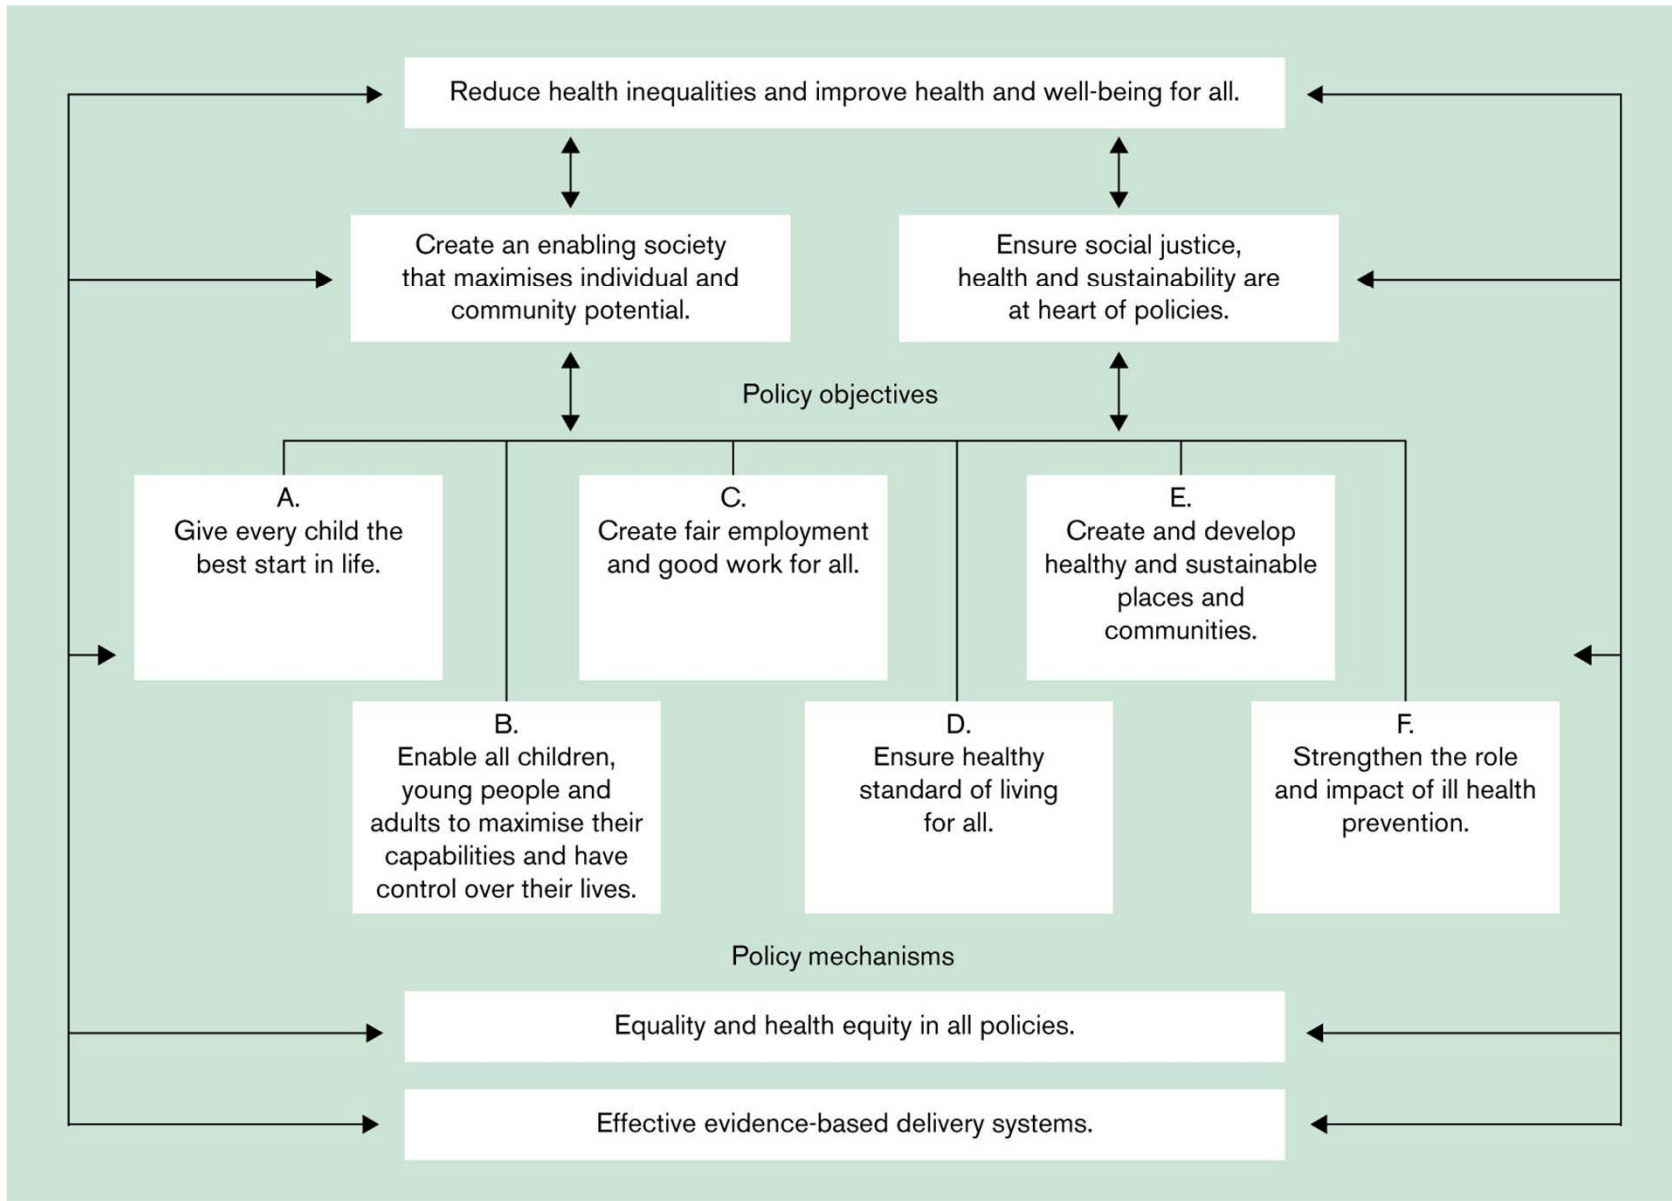 Reduce health inequalities and improve health and well-being for all.
Create an enabling society
that maximises individual and
community potential.
Ensure social justice,
health and sustainability are
at heart of policies.
Policy objectives
A.
Give every child the
best start in life.
C.
Create fair employment
and good work for all.
E.
Create and develop
healthy and sustainable
places and
communities.
B.
Enable all children,
young people and
adults to maximise their
capabilities and have
control over their lives.
D.
Ensure healthy
standard of living
for all.
F.
Strengthen the role
and impact of ill health
prevention.
Policy mechanisms
Equality and health equity in all policies.
Effective evidence-based delivery systems.